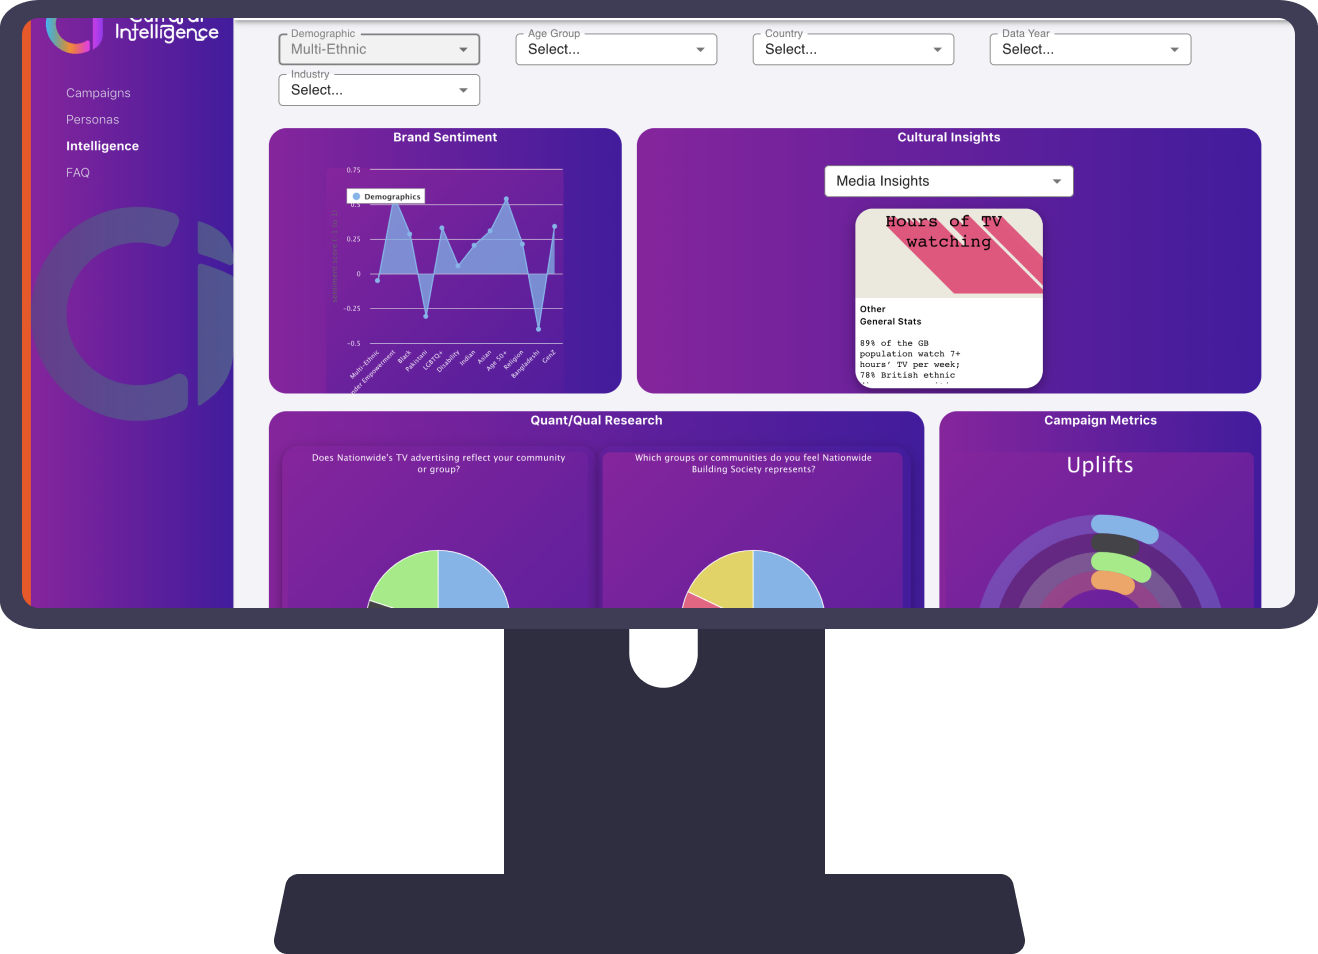 Cultural
Intelligence
Campaigns
Personas
Intelligence
FAQ
Demographic
Multi-Ethnic
Age Group
Select...
Country
Select...
Data Year
Select...
Industry
Select...
Brand Sentiment
0.75
Demographics
0.5
0.25
0
-0.25
-0.5
Multi-Ethnic
der Empowerment
Black
Pakistani
LGBTQ+
Disability
Indian
Asian
Age 50+
Religion
Bangladeshi
GenZ
Cultural Insights
Media Insights
Hours of TV
watching
Other
General Stats
89% of the GB
population watch 7+
hours' TV per week;
78% British ethnic
Quant/Qual Research
Does Nationwide's TV advertising reflect your community
or group?
Which groups or communities do you feel Nationwide
Building Society represents?
Campaign Metrics
Uplifts